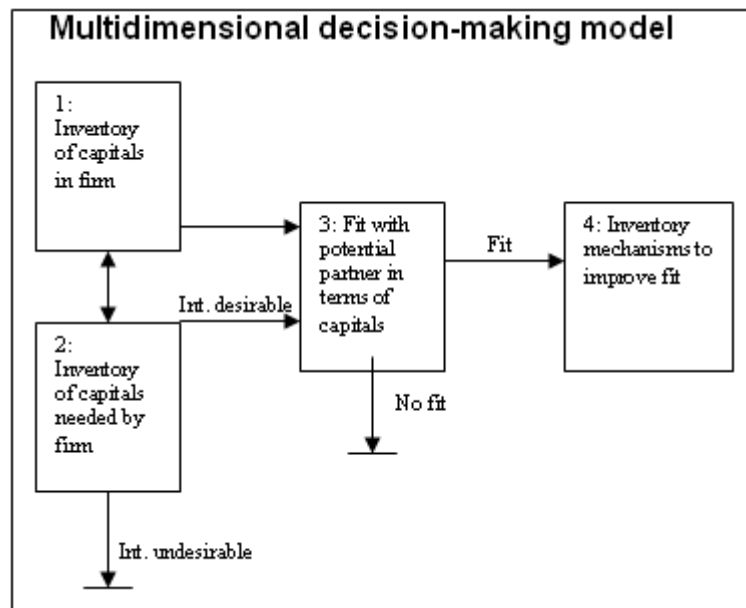 Multidimensional decision-making model
1:
Inventory
of capitals
in firm
3: Fit with
potential
partner in
terms of
capitals
Fit
4: Inventory
mechanisms to
improve fit
Int. desirable
2:
Inventory
of capitals
needed by
firm
No fit
Int. undesirable